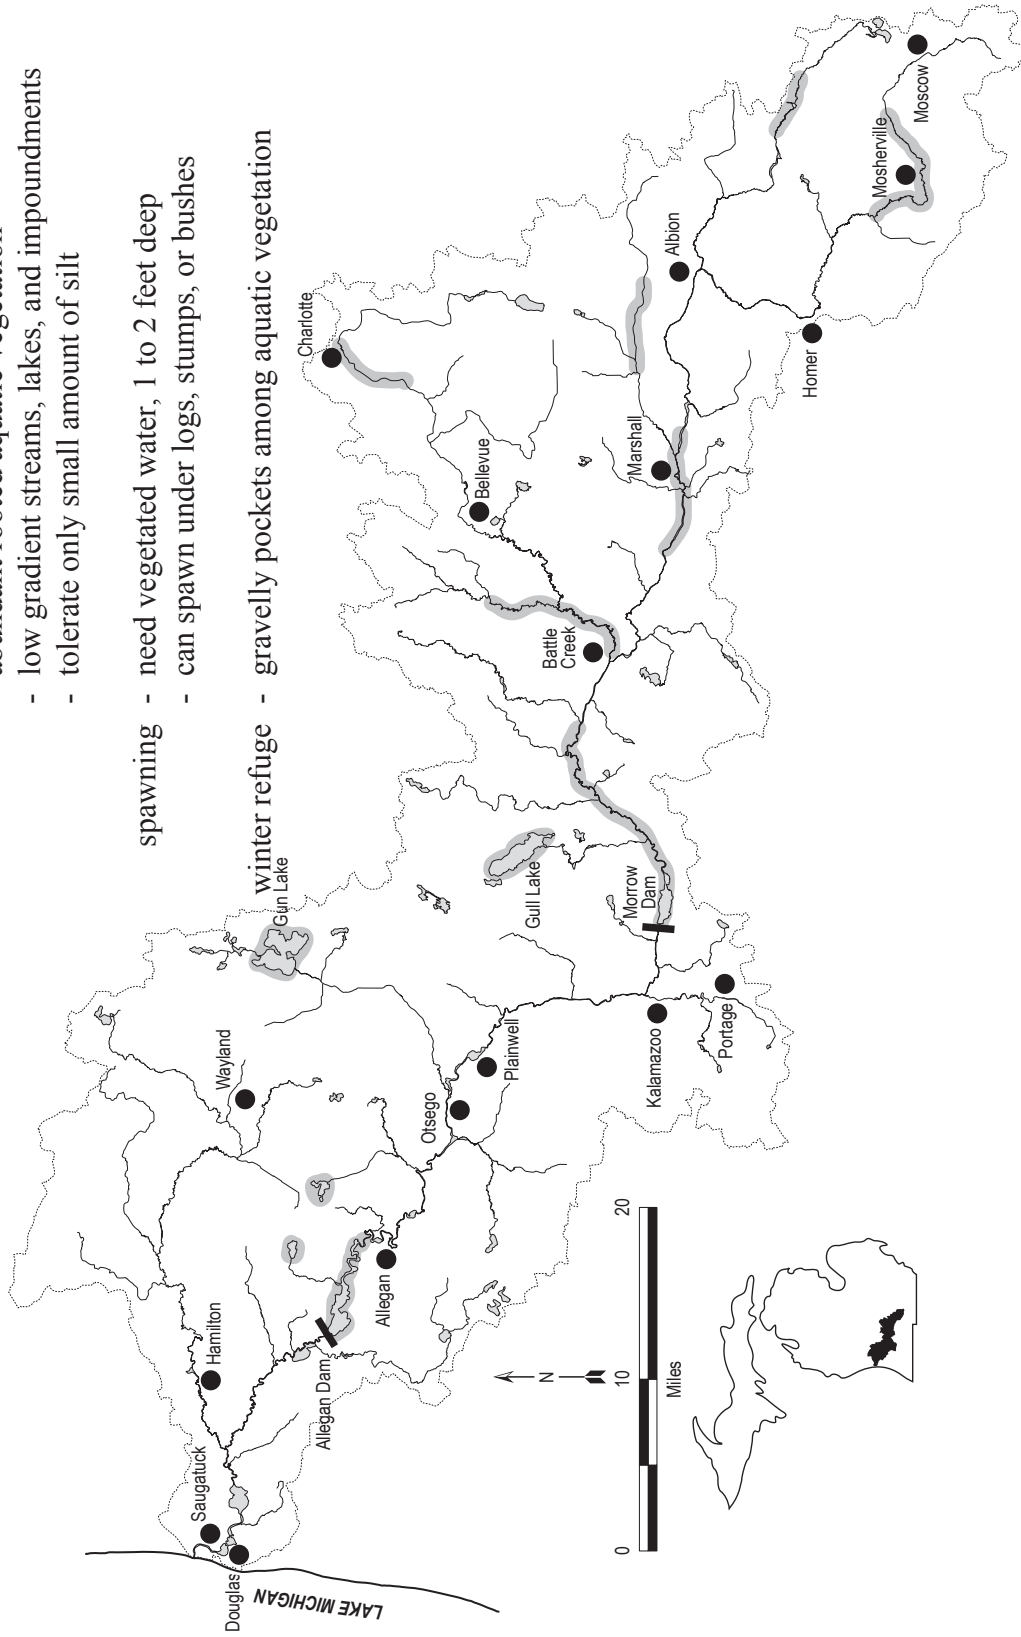 - low gradient streams, lakes, and impoundments
- tolerate only small amount of silt
spawning - need vegetated water, 1 to 2 feet deep
- can spawn under logs, stumps, or bushes
winter refuge - gravelly pockets among aquatic vegetation
Charlotte
Bellevue
Battle
Creek
Marshall
Albion
Homer
Mosherville
Moscow
Gun Lake
Gull Lake
Morrow
Dam
Wayland
Otsego
Plainwell
Kalamazoo
Portage
Hamilton
Allegan
Allegan Dam
Saugatuck
Douglas
LAKE MICHIGAN
N
0
10
20
Miles